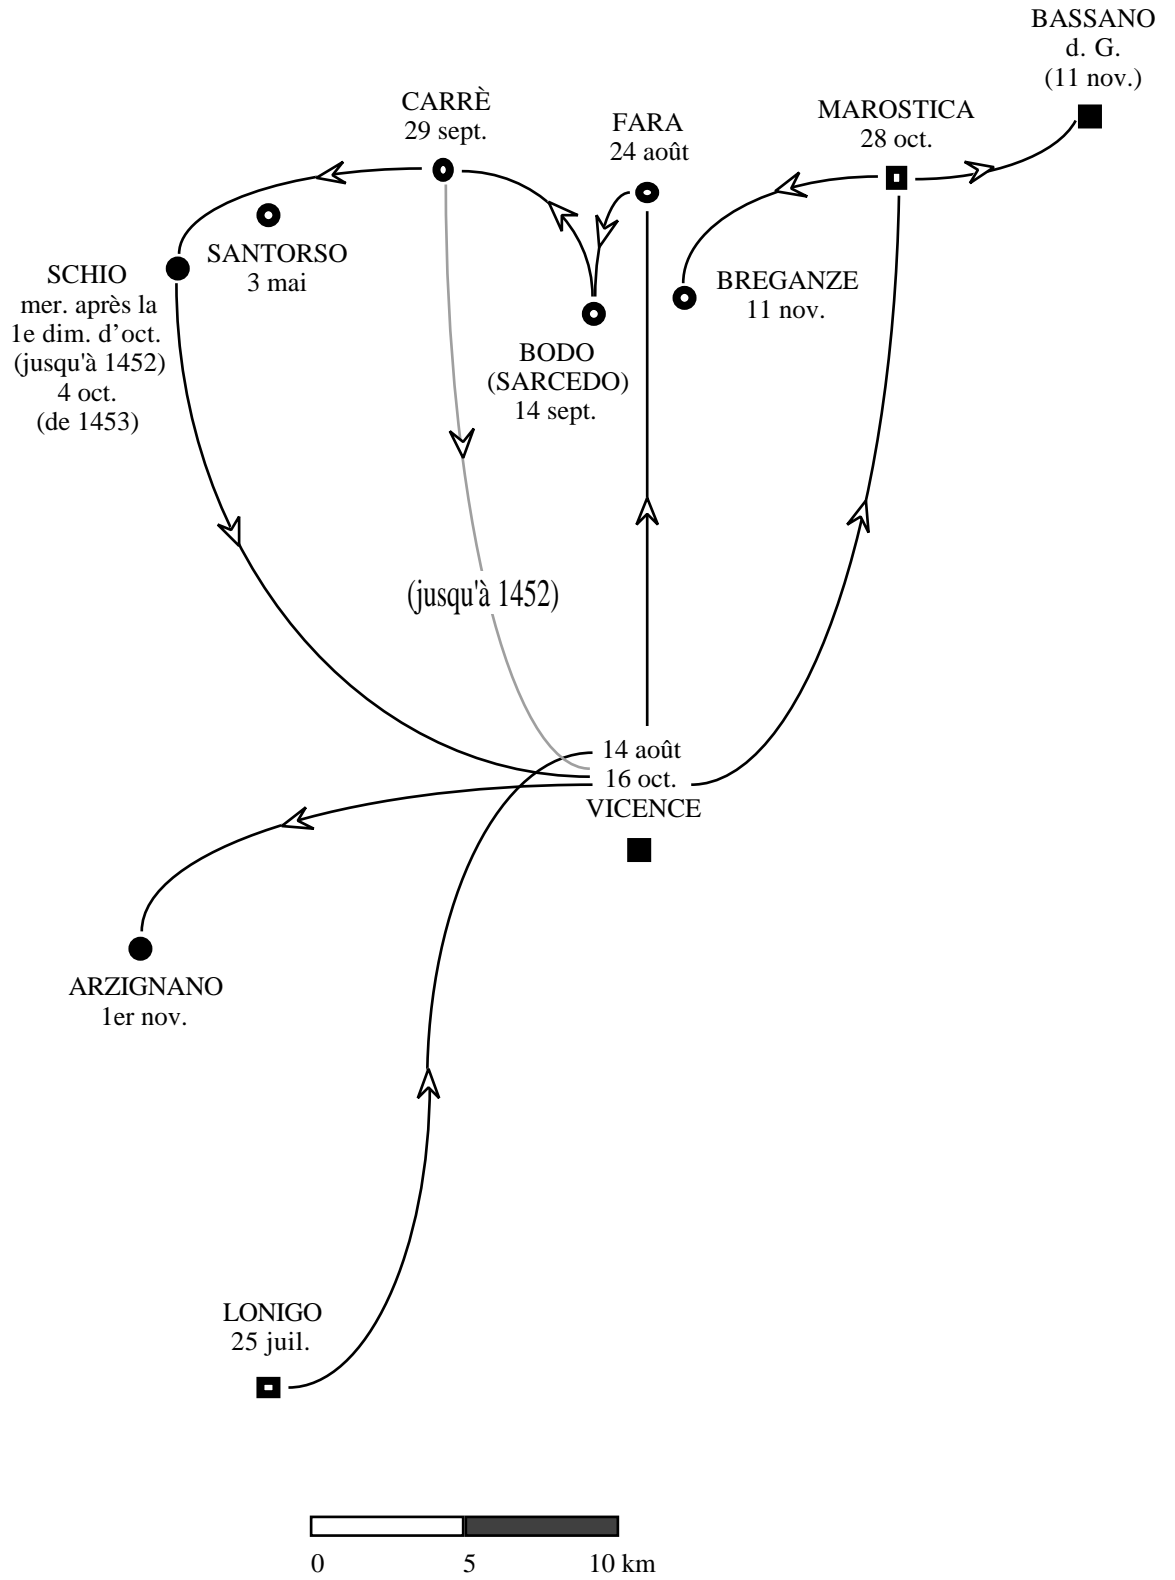 BASSANO
d. G.
(11 nov.)
MAROSTICA
28 oct.
CARRÈ
29 sept.
FARA
24 août
SANTORSO
3 mai
SCHIO
mer. après la
1e dim. d’oct.
(jusqu'à 1452)
4 oct.
(de 1453)
BREGANZE
11 nov.
BODO
(SARCEDO)
14 sept.
(jusqu'à 1452)
14 août
16 oct.
VICENCE
ARZIGNANO
1er nov.
LONIGO
25 juil.
0 5 10 km